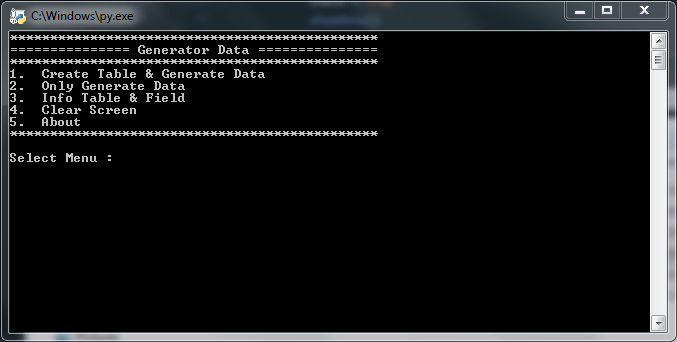 C:\Windows\py.exe
**********************************************
=============== Generator Data ===============
**********************************************
1.  Create Table & Generate Data
2.  Only Generate Data
3.  Info Table & Field
4.  Clear Screen
5.  About
**********************************************
Select Menu :